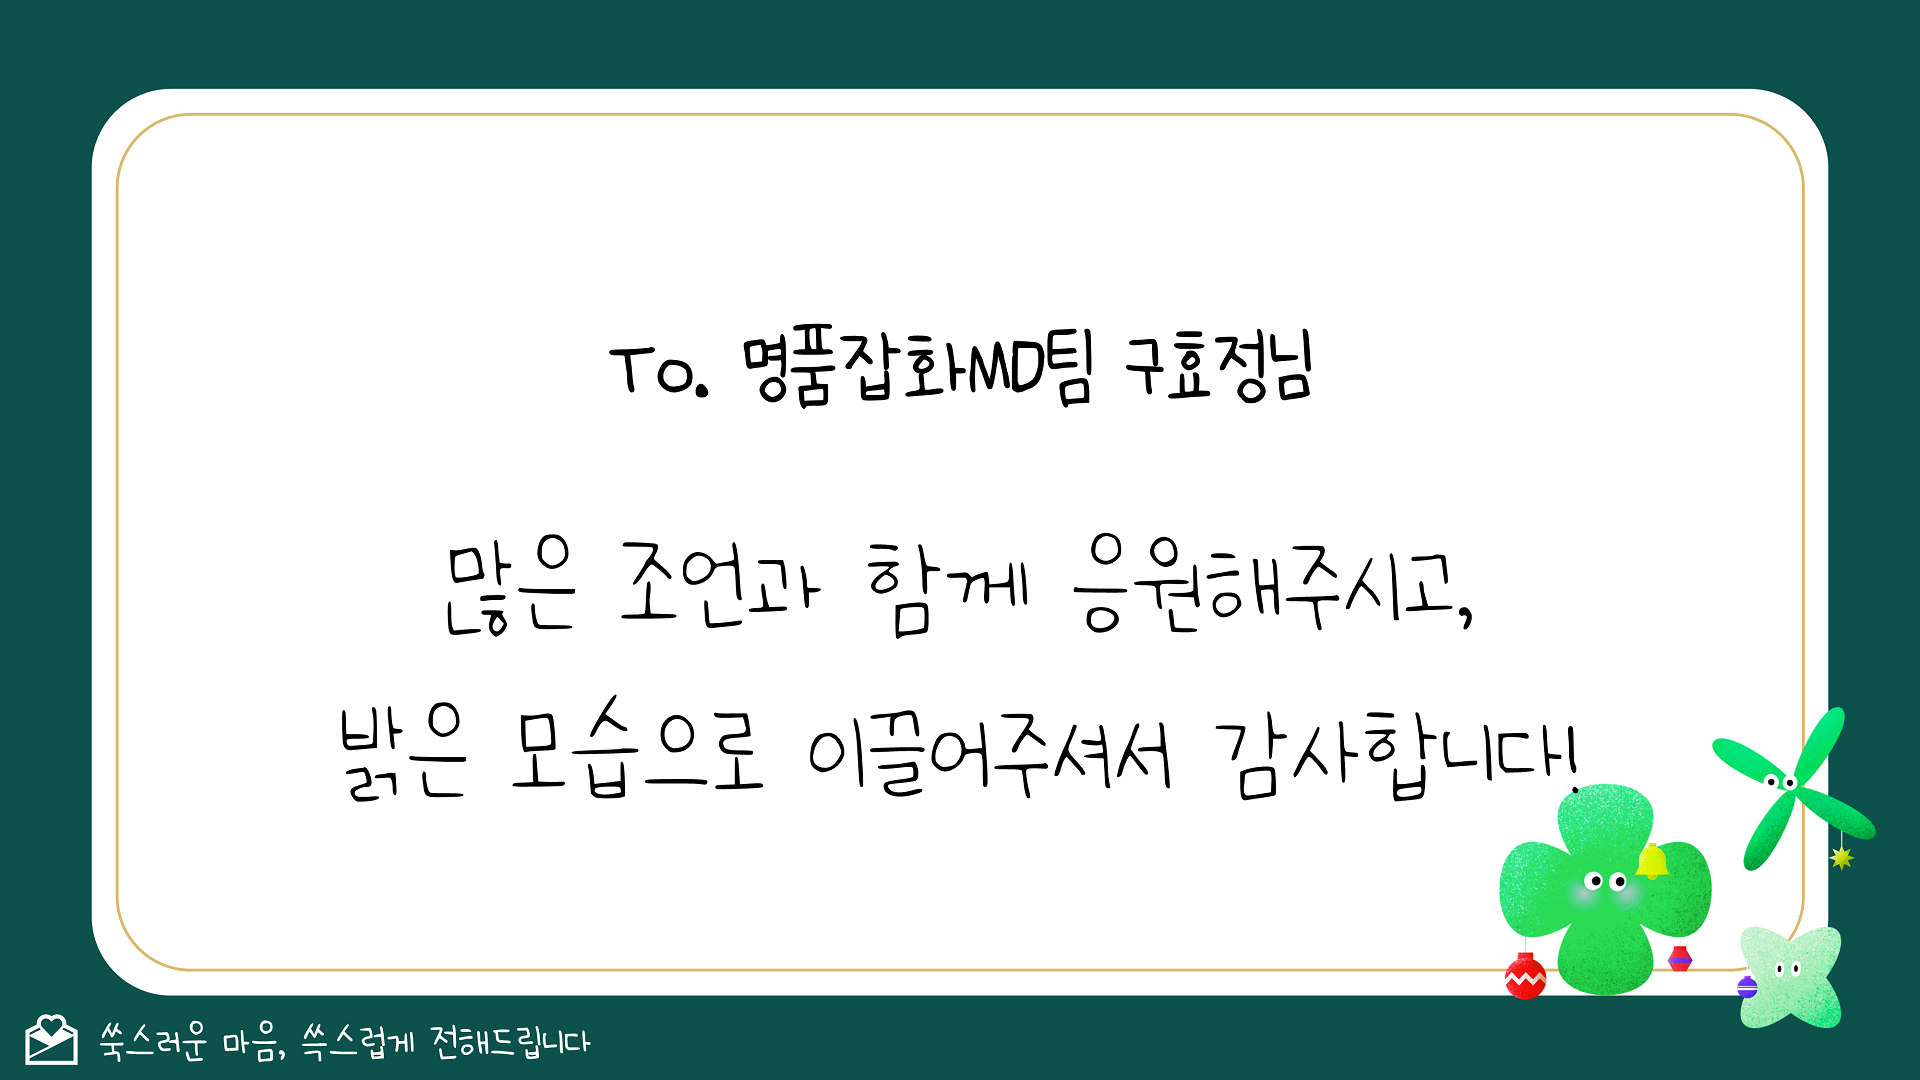 To. 명품잡화MD팀 구효정님
많은 조언과 함께 응원해주시고,
밝은 모습으로 이끌어주셔서 감사합니다!
쑥스러운 마음, 쓱스럽게 전해드립니다